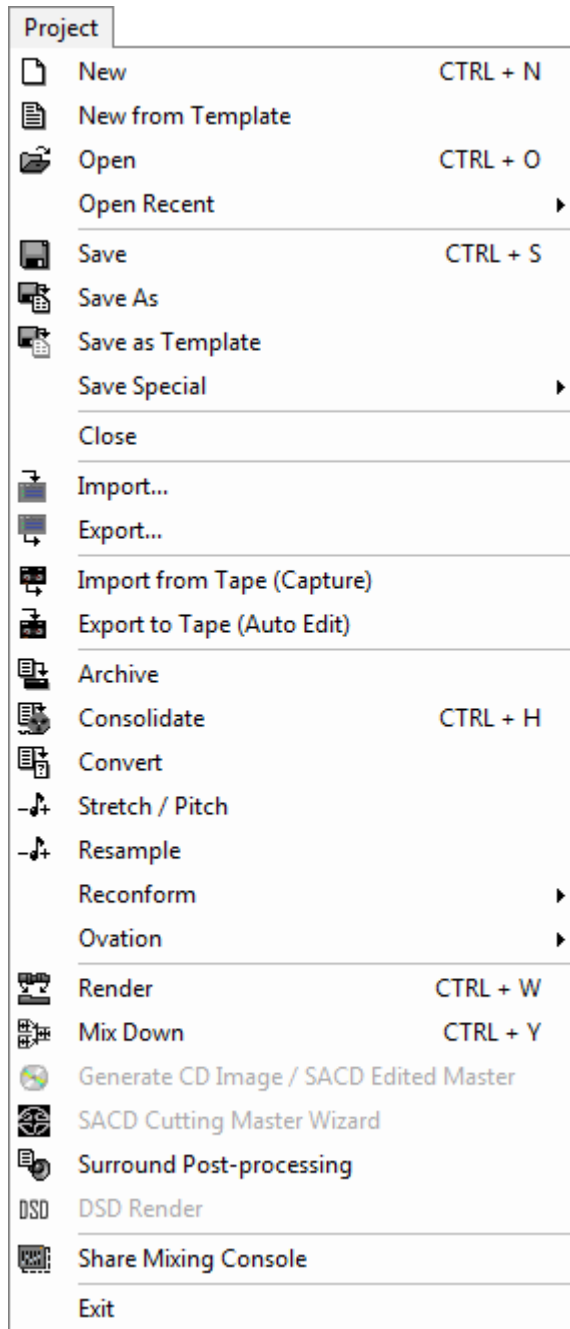 Project
New CTRL + N
New from Template
Open CTRL + O
Open Recent
Save CTRL + S
Save As
Save as Template
Save Special
Close
Import...
Export...
Import from Tape (Capture)
Export to Tape (Auto Edit)
Archive
Consolidate CTRL + H
Convert
Stretch / Pitch
Resample
Reconform
Ovation
Render CTRL + W
Mix Down CTRL + Y
Generate CD Image / SACD Edited Master
SACD Cutting Master Wizard
Surround Post-processing
DSD DSD Render
Share Mixing Console
Exit